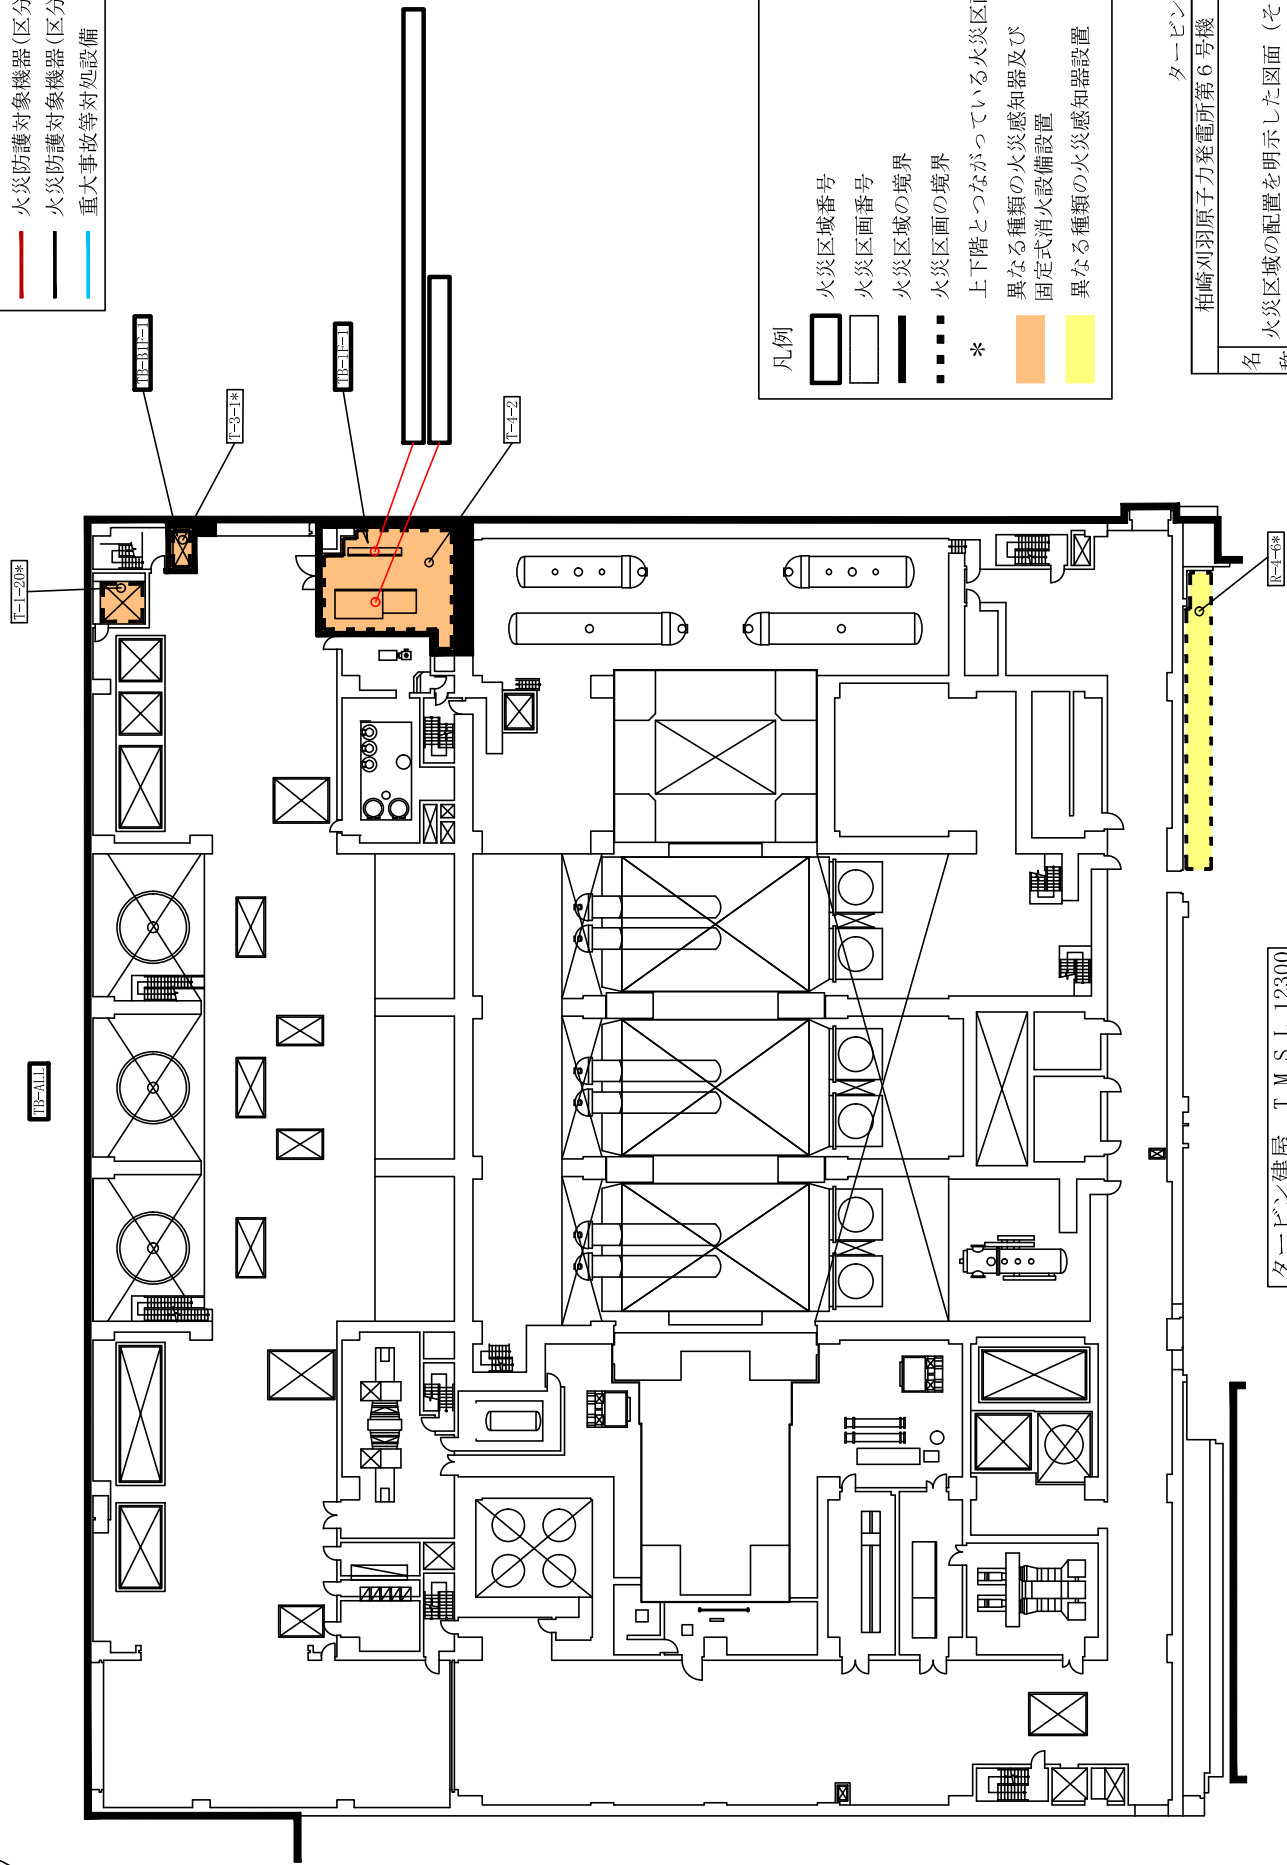 火災防護対象機器(区分
火災防護対象機器(区分
重大事故等対処設備
TB-B1F-1
T-3-1*
TB-1F-1
T-4-2
T-1-20*
TB-ALL
R-4-6*
凡例
火災区域番号
火災区画番号
火災区域の境界
火災区画の境界
* 上下階とつながっている火災区画
異なる種類の火災感知器及び
固定式消火設備設置
異なる種類の火災感知器設置
タービン
柏崎刈羽原子力発電所第6号機
名
称
火災区域の配置を明示した図面(そ
タービン建屋 T.M.S.L.12300